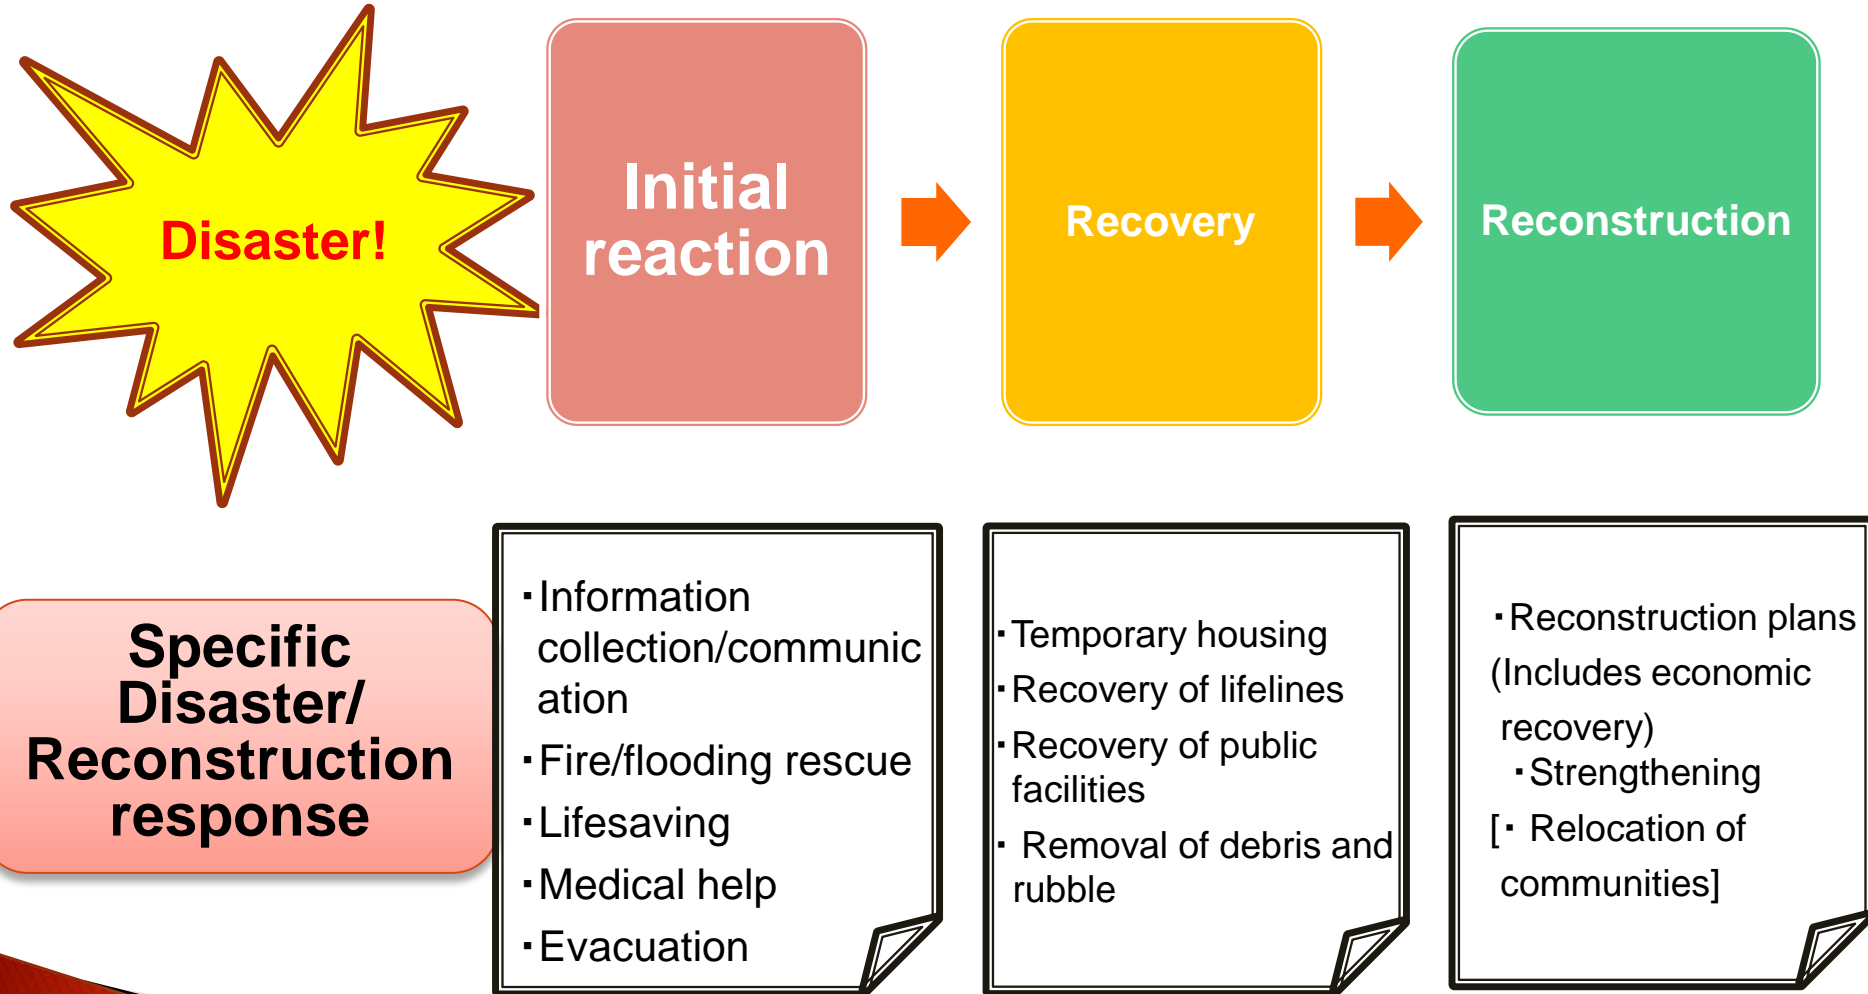 Disaster!
Initial
reaction
Recovery
Reconstruction
Specific
Disaster/
Reconstruction
response
・Information
collection/communic
ation
・Fire/flooding rescue
・Lifesaving
・Medical help
・Evacuation
・Temporary housing
・Recovery of lifelines
・Recovery of public
facilities
・ Removal of debris and
rubble
・Reconstruction plans
(Includes economic
recovery)
・Strengthening
[・ Relocation of
communities]